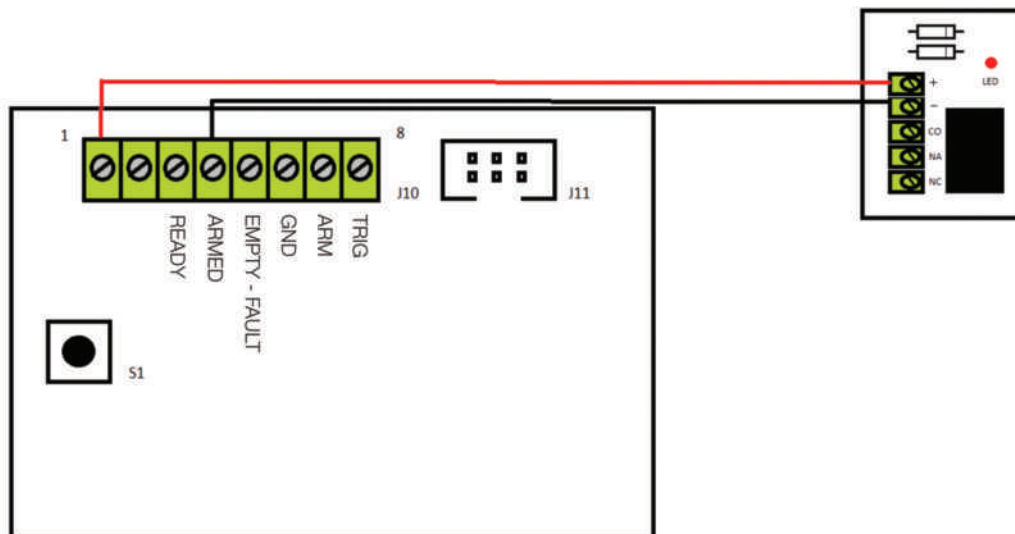 LED
+
−
CO
NA
NC
1
8
J10
J11
READY
ARMED
EMPTY - FAULT
GND
ARM
TRIG
S1